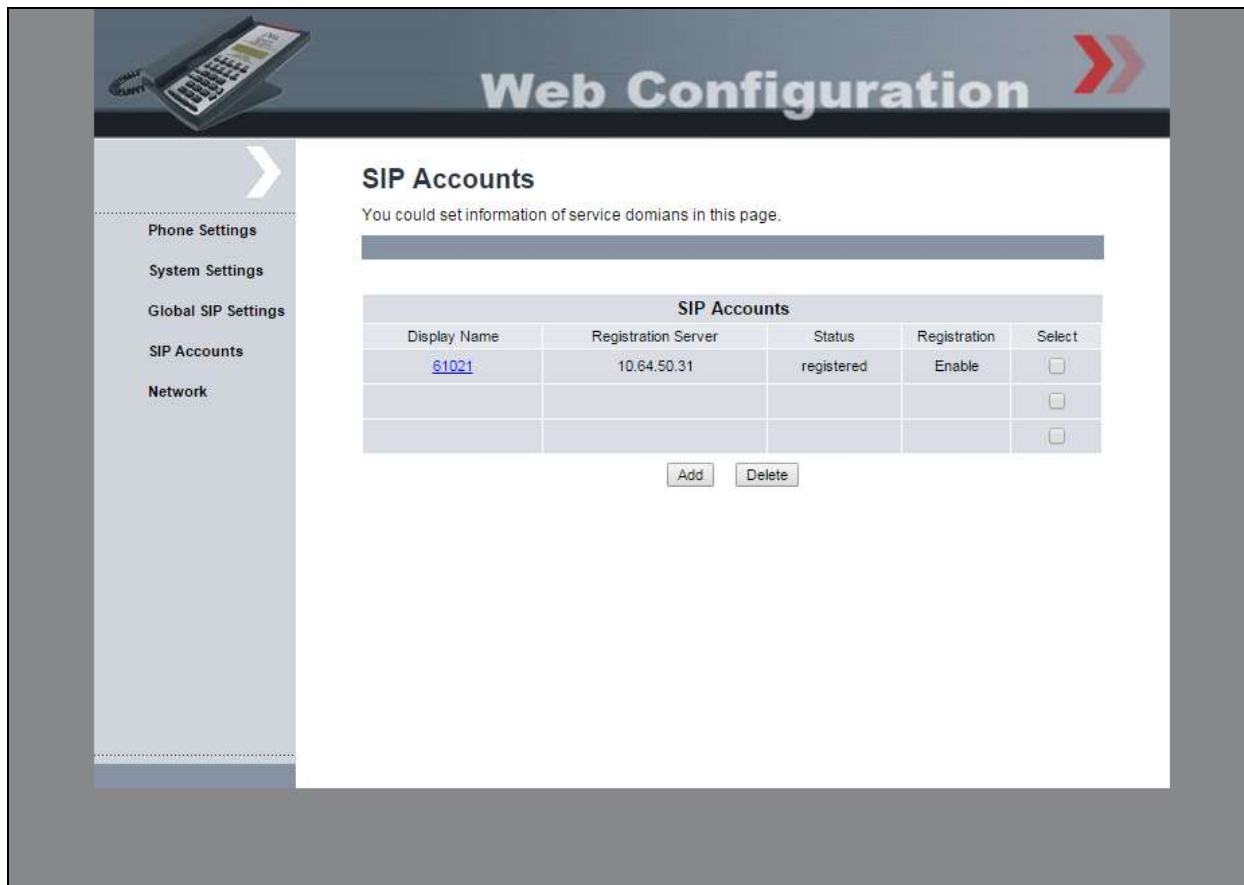 Web Configuration
SIP Accounts
You could set information of service domians in this page.
Phone Settings
System Settings
Global SIP Settings
SIP Accounts
Network
SIP Accounts
Display Name Registration Server Status Registration Select
61021 10.64.50.31 registered Enable
Add Delete